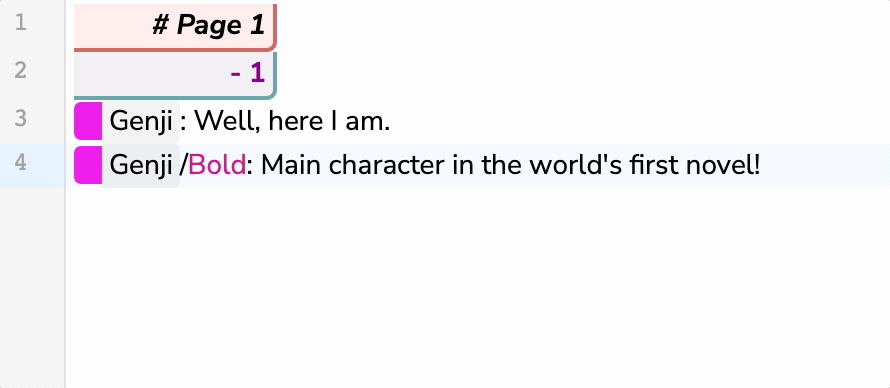 1 # Page 1
2 - 1
3 Genji : Well, here I am.
4 Genji /Bold: Main character in the world's first novel!